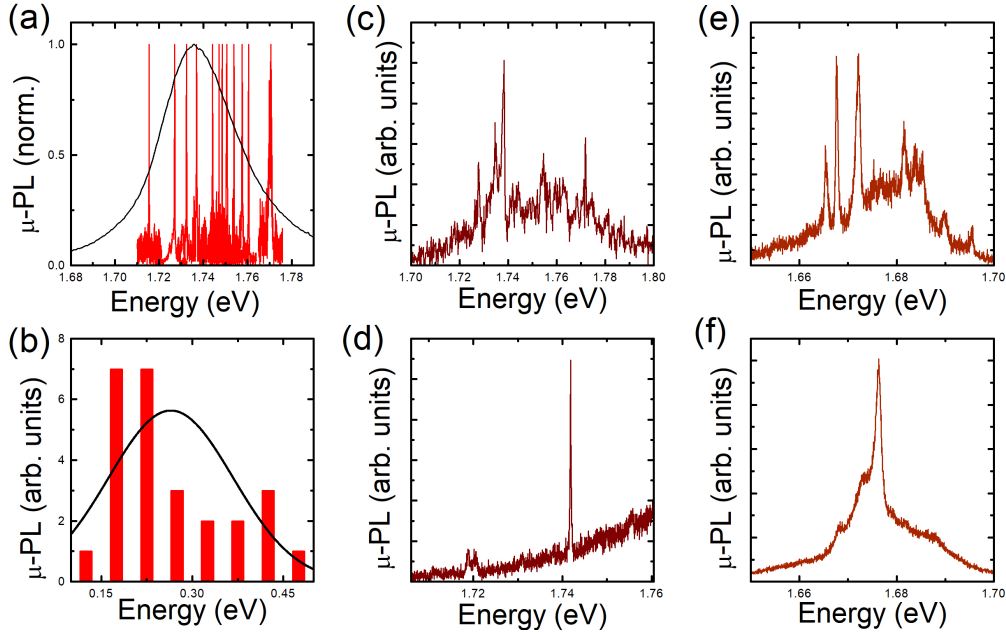 (a)
μ-PL (norm.)
1.0
0.5
0.0
1.68 1.70 1.72 1.74 1.76 1.78
Energy (eV)
(b)
μ-PL (arb. units)
8
6
4
2
0
0.15 0.30 0.45
Energy (eV)
(c)
μ-PL (arb. units)
1.70 1.72 1.74 1.76 1.78 1.80
Energy (eV)
(d)
μ-PL (arb. units)
1.72 1.74 1.76
Energy (eV)
(e)
μ-PL (arb. units)
1.66 1.68 1.70
Energy (eV)
(f)
μ-PL (arb. units)
1.66 1.68 1.70
Energy (eV)